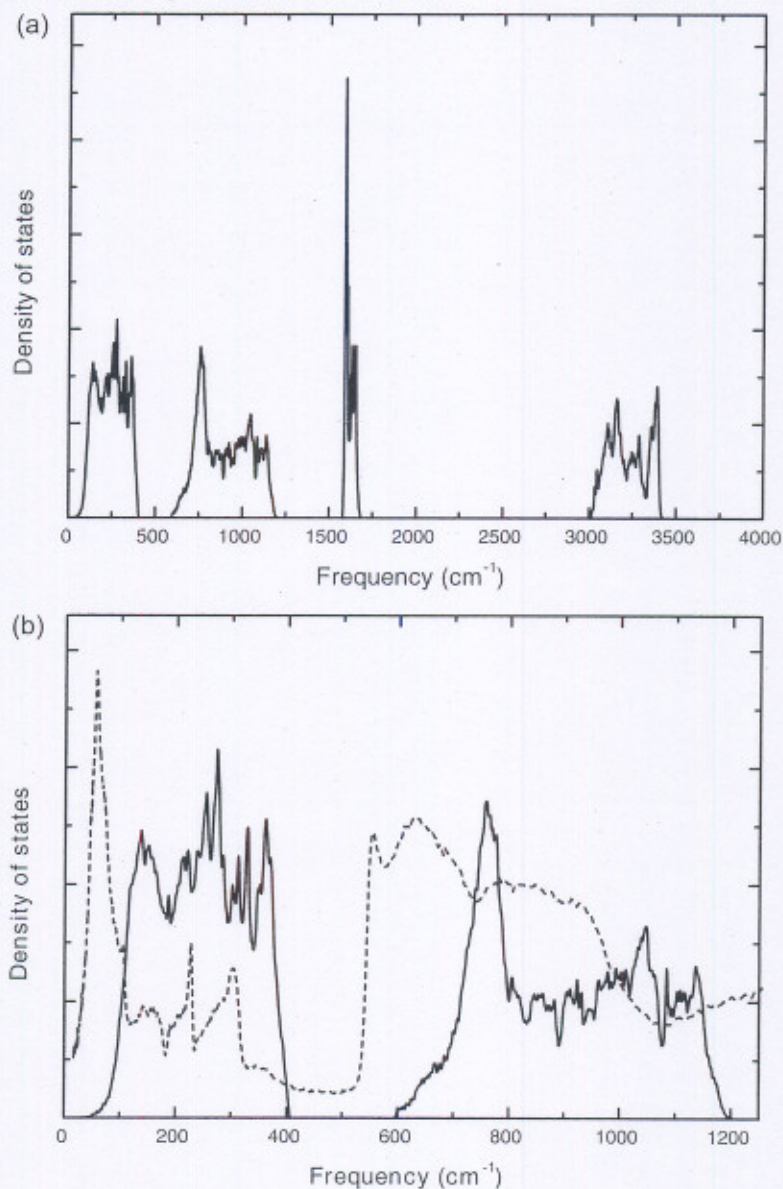 (a)
Density of states
0 500 1000 1500 2000 2500 3000 3500 4000
Frequency (cm⁻¹)
(b)
Density of states
0 200 400 600 800 1000 1200
Frequency (cm⁻¹)